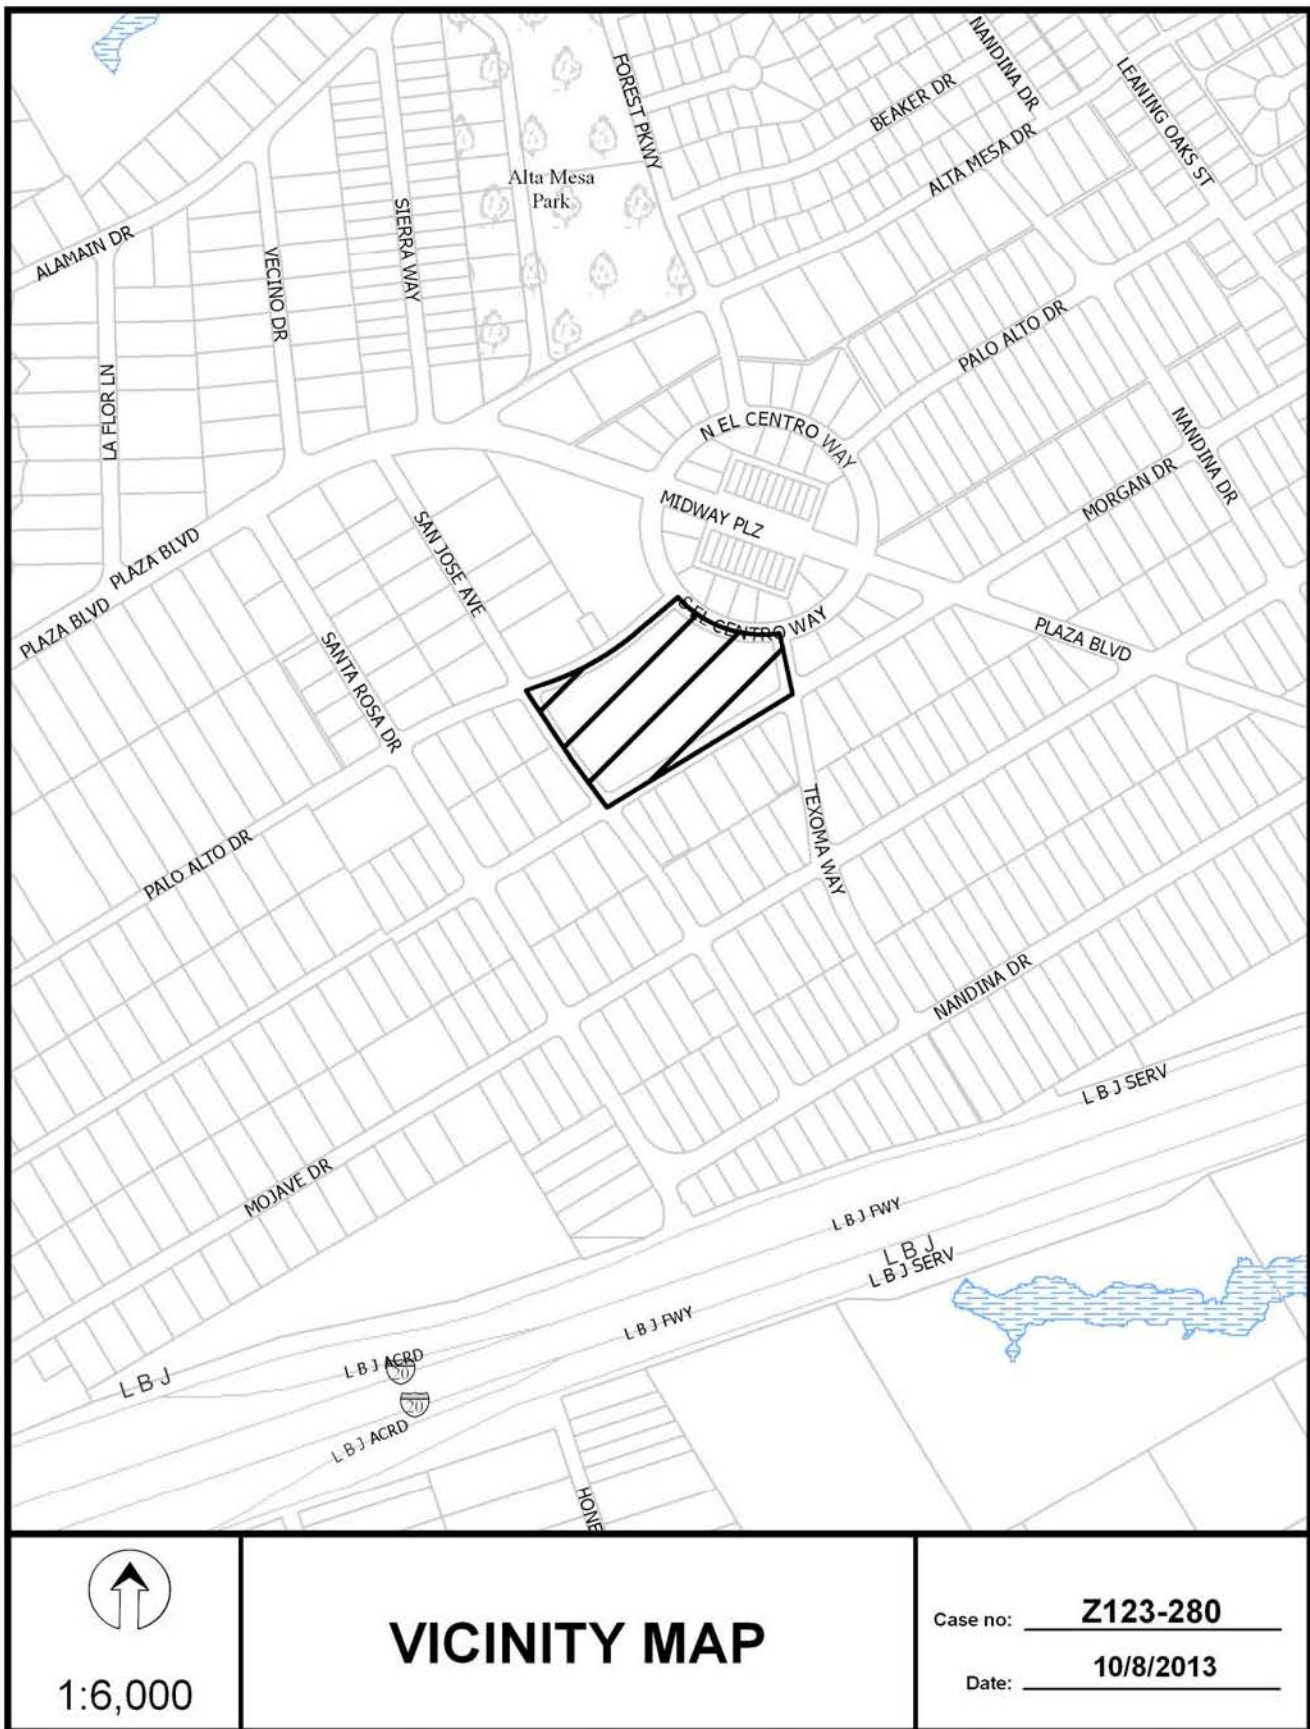 NANDINA DR
FOREST PKWY
LEANING OAKS ST
BEAKER DR
ALTA MESA DR
Alta Mesa
Park
SIERRA WAY
ALAMAIN DR
VECINO DR
PALO ALTO DR
LA FLOR LN
N EL CENTRO WAY
NANDINA DR
MORGAN DR
MIDWAY PLZ
SAN JOSE AVE
PLAZA BLVD
PLAZA BLVD
S EL CENTRO WAY
PLAZA BLVD
SANTA ROSA DR
TEXOMA WAY
PALO ALTO DR
NANDINA DR
L B J SERV
MOJAVE DR
L B J FWY
L B J
L B J SERV
L B J FWY
L B J ACRD
20
L B J
20
L B J ACRD
HONE
1:6,000
VICINITY MAP
Case no: Z123-280
Date: 10/8/2013